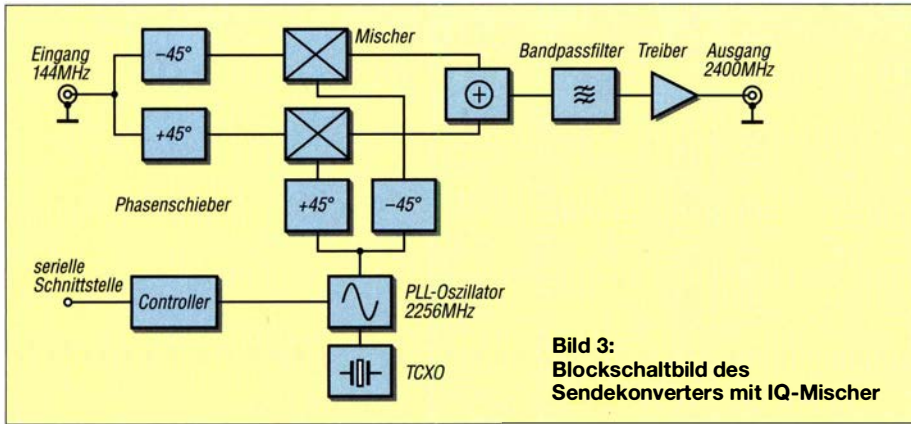 Eingang
144MHz
−45°
Mischer
Bandpassfilter
Treiber
Ausgang
2400MHz
+45°
Phasenschieber
+45°
−45°
serielle
Schnittstelle
Controller
PLL-Oszillator
2256MHz
TCXO
Bild 3:
Blockschaltbild des
Sendekonverters mit IQ-Mischer